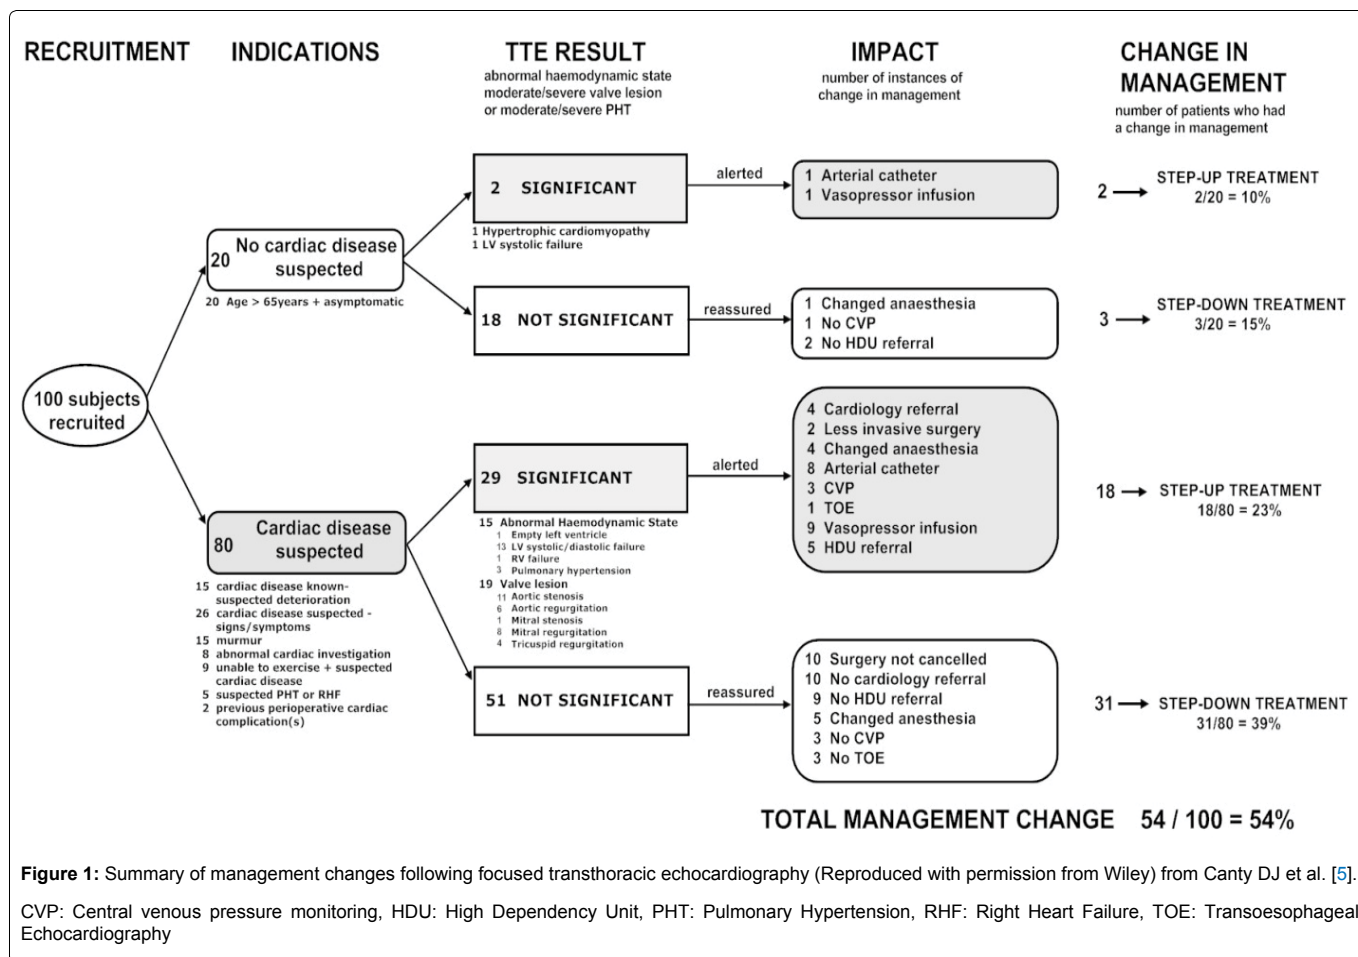 RECRUITMENT
INDICATIONS
TTE RESULT
abnormal haemodynamic state
moderate/severe valve lesion
or moderate/severe PHT
IMPACT
number of instances of
change in management
CHANGE IN
MANAGEMENT
number of patients who had
a change in management
100 subjects
recruited
20 No cardiac disease
suspected
20 Age > 65years + asymptomatic
2 SIGNIFICANT
1 Hypertrophic cardiomyopathy
1 LV systolic failure
alerted
1 Arterial catheter
1 Vasopressor infusion
2
STEP-UP TREATMENT
2/20 = 10%
18 NOT SIGNIFICANT
reassured
1 Changed anaesthesia
1 No CVP
2 No HDU referral
3
STEP-DOWN TREATMENT
3/20 = 15%
80 Cardiac disease
suspected
15 cardiac disease known-
suspected deterioration
26 cardiac disease suspected -
signs/symptoms
15 murmur
8 abnormal cardiac investigation
9 unable to exercise + suspected
cardiac disease
5 suspected PHT or RHF
2 previous perioperative cardiac
complication(s)
29 SIGNIFICANT
15 Abnormal Haemodynamic State
1 Empty left ventricle
13 LV systolic/diastolic failure
1 RV failure
3 Pulmonary hypertension
19 Valve lesion
11 Aortic stenosis
6 Aortic regurgitation
1 Mitral stenosis
8 Mitral regurgitation
4 Tricuspid regurgitation
alerted
4 Cardiology referral
2 Less invasive surgery
4 Changed anaesthesia
8 Arterial catheter
3 CVP
1 TOE
9 Vasopressor infusion
5 HDU referral
18
STEP-UP TREATMENT
18/80 = 23%
51 NOT SIGNIFICANT
reassured
10 Surgery not cancelled
10 No cardiology referral
9 No HDU referral
5 Changed anesthesia
3 No CVP
3 No TOE
31
STEP-DOWN TREATMENT
31/80 = 39%
TOTAL MANAGEMENT CHANGE 54 / 100 = 54%
Figure 1: Summary of management changes following focused transthoracic echocardiography (Reproduced with permission from Wiley) from Canty DJ et al. [5].
CVP: Central venous pressure monitoring, HDU: High Dependency Unit, PHT: Pulmonary Hypertension, RHF: Right Heart Failure, TOE: Transoesophageal
Echocardiography